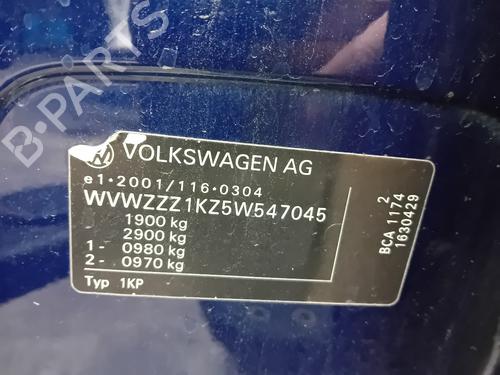 B-PARTS
VOLKSWAGEN AG
e1*2001/116*0304
WVWZZZ1KZ5W547045
1900 kg
2900 kg
1- 0980 kg
2- 0970 kg
Typ 1KP
2
BCA 1174
1630429